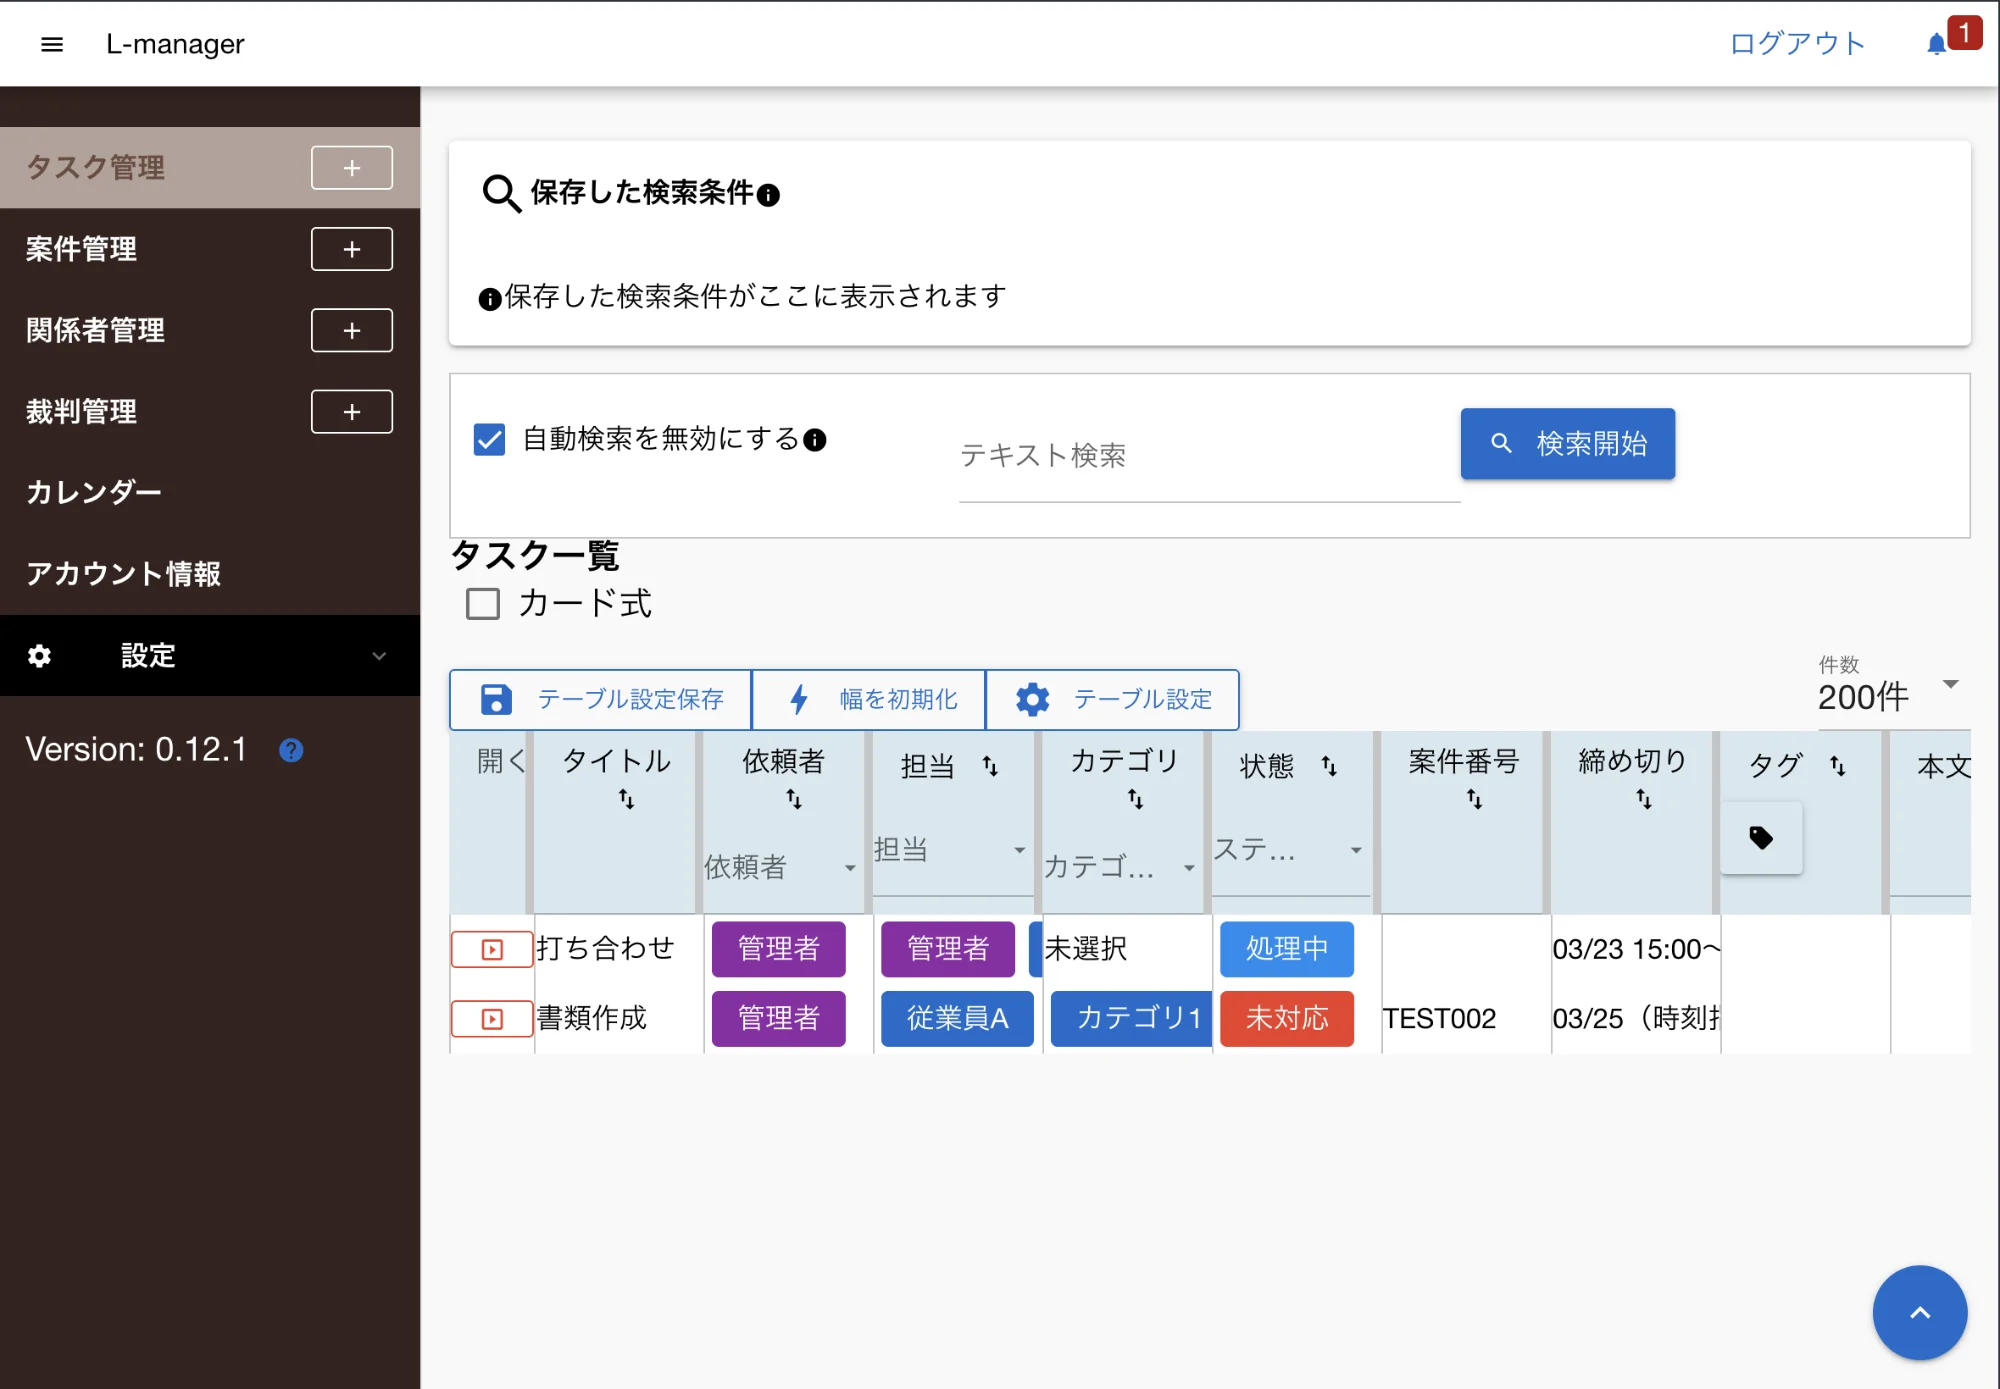 L-manager
ログアウト
1
タスク管理
案件管理
関係者管理
裁判管理
カレンダー
アカウント情報
設定
Version: 0.12.1
保存した検索条件
保存した検索条件がここに表示されます
自動検索を無効にする
テキスト検索
検索開始
タスク一覧
カード式
テーブル設定保存 幅を初期化 テーブル設定
件数
200件
開く タイトル 依頼者 担当 カテゴリ 状態 案件番号 締め切り タグ 本文
依頼者 担当 カテゴ... ステ...
打ち合わせ 管理者 管理者 未選択 処理中 03/23 15:00〜
書類作成 管理者 従業員A カテゴリ1 未対応 TEST002 03/25（時刻